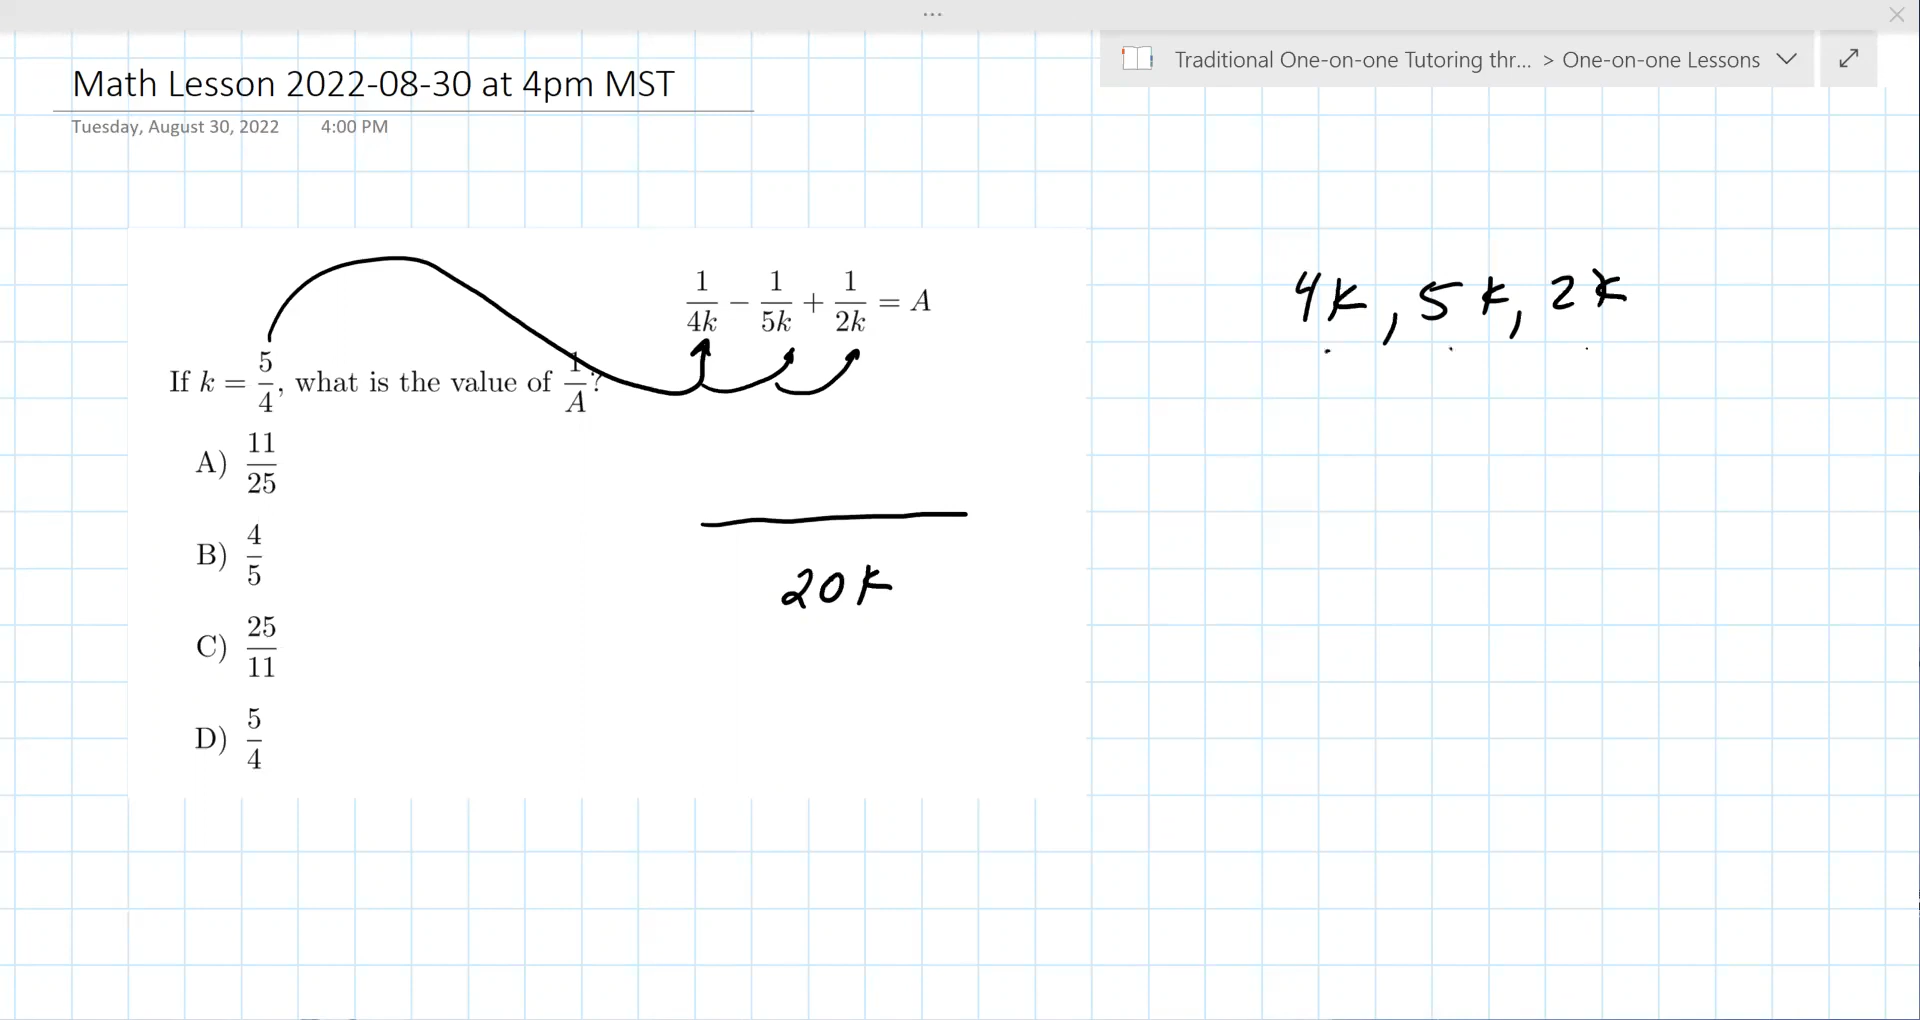 ...
Traditional One-on-one Tutoring thr... > One-on-one Lessons
Math Lesson 2022-08-30 at 4pm MST
Tuesday, August 30, 2022 4:00 PM
1/4k − 1/5k + 1/2k = A
4k, 5k, 2k
If k = 5/4, what is the value of 1/A?
A) 11/25
B) 4/5
20k
C) 25/11
D) 5/4